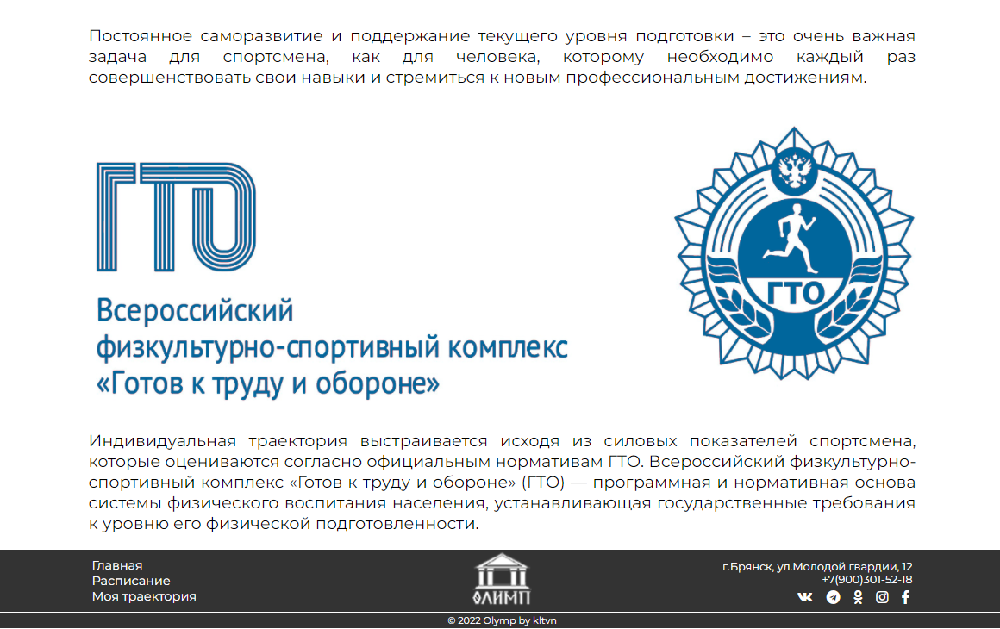 Постоянное саморазвитие и поддержание текущего уровня подготовки – это очень важная
задача для спортсмена, как для человека, которому необходимо каждый раз
совершенствовать свои навыки и стремиться к новым профессиональным достижениям.
ГТО
Всероссийский
физкультурно-спортивный комплекс
«Готов к труду и обороне»
ГТО
Индивидуальная траектория выстраивается исходя из силовых показателей спортсмена,
которые оцениваются согласно официальным нормативам ГТО. Всероссийский физкультурно-
спортивный комплекс «Готов к труду и обороне» (ГТО) — программная и нормативная основа
системы физического воспитания населения, устанавливающая государственные требования
к уровню его физической подготовленности.
Главная
Расписание
Моя траектория
ОЛИМП
г.Брянск, ул.Молодой гвардии, 12
+7(900)301-52-18
© 2022 Olymp by kltvn